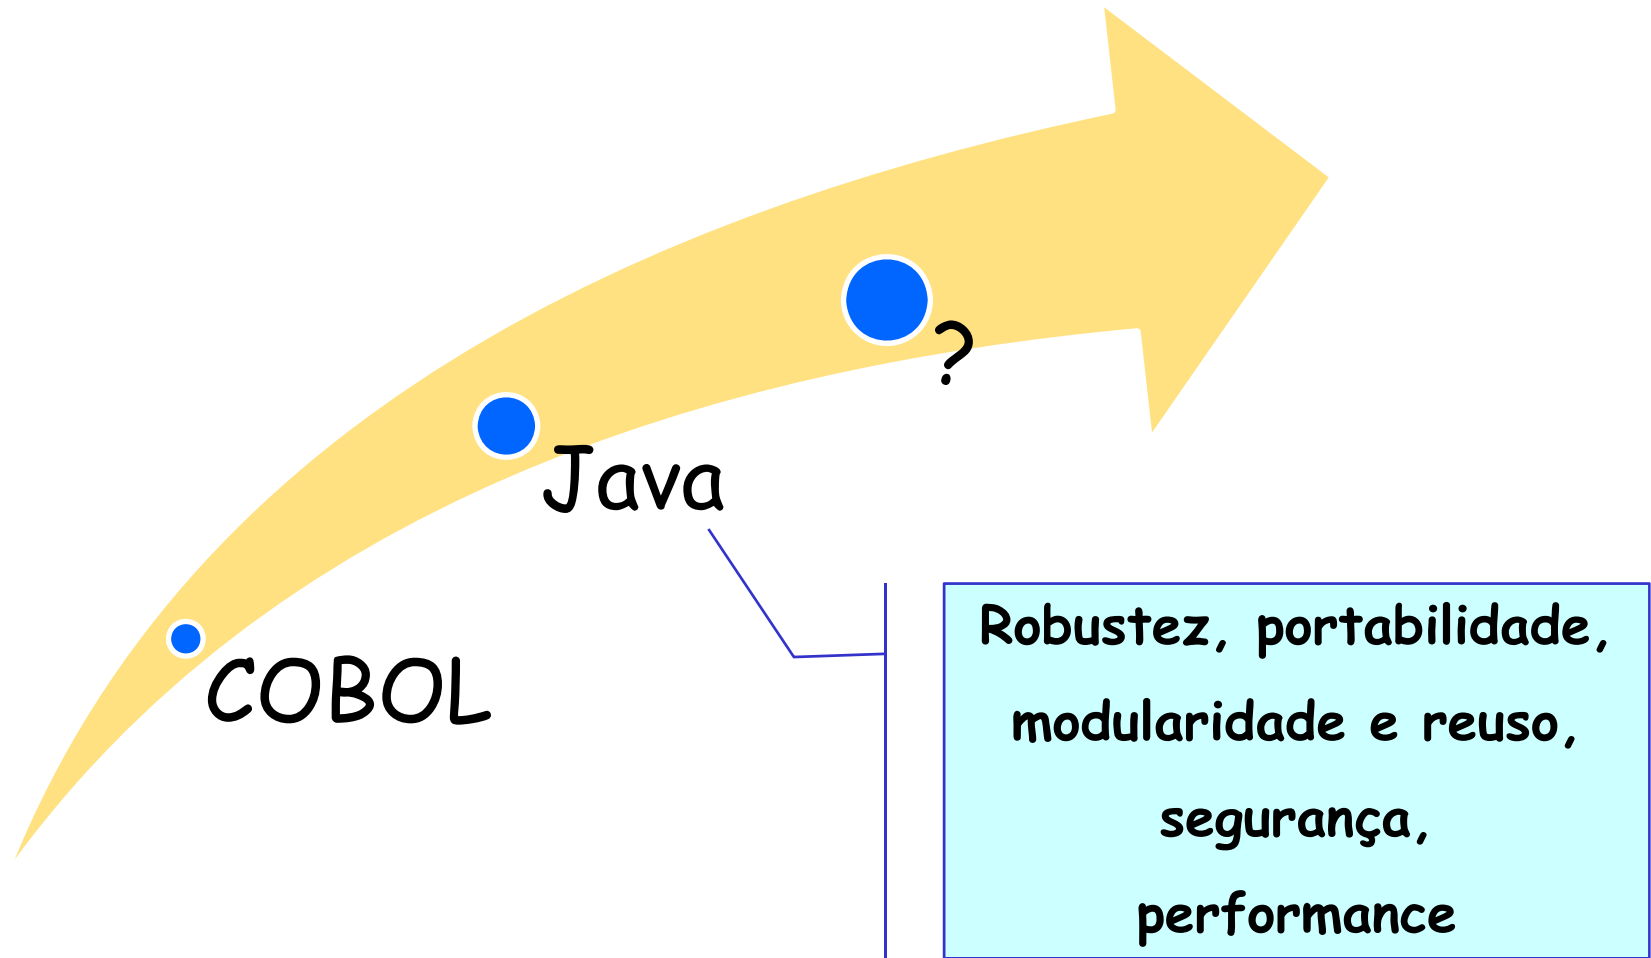 ?
Java
COBOL
Robustez, portabilidade,
modularidade e reuso,
segurança,
performance